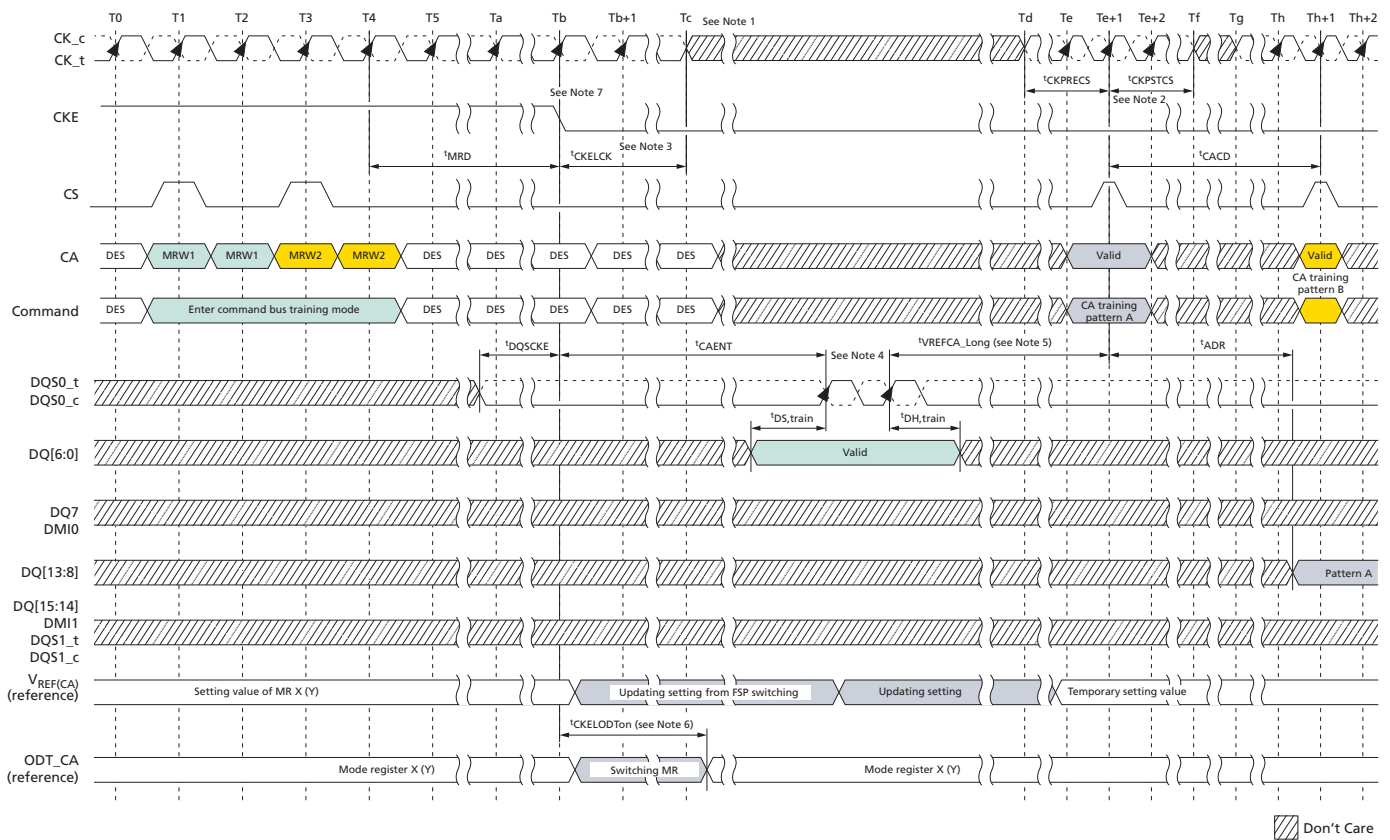 T0 T1 T2 T3 T4 T5 Ta Tb Tb+1 Tc See Note 1 Td Te Te+1 Te+2 Tf Tg Th Th+1 Th+2
CK_c
CK_t
tCKPRECS tCKPSTCS
See Note 7 See Note 2
CKE
See Note 3
tMRD tCKELCK tCACD
CS
CA DES MRW1 MRW1 MRW2 MRW2 DES DES DES DES DES Valid Valid
CA training
pattern B
Command DES Enter command bus training mode DES DES DES DES DES CA training
pattern A
tDQSCKE tCAENT See Note 4 tVREFCA_Long (see Note 5) tADR
DQS0_t
DQS0_c
tDS,train tDH,train
DQ[6:0] Valid
DQ7
DMI0
DQ[13:8] Pattern A
DQ[15:14]
DMI1
DQS1_t
DQS1_c
VREF(CA)
(reference) Setting value of MR X (Y) Updating setting from FSP switching Updating setting Temporary setting value
tCKELODTon (see Note 6)
ODT_CA
(reference) Mode register X (Y) Switching MR Mode register X (Y)
Don't Care